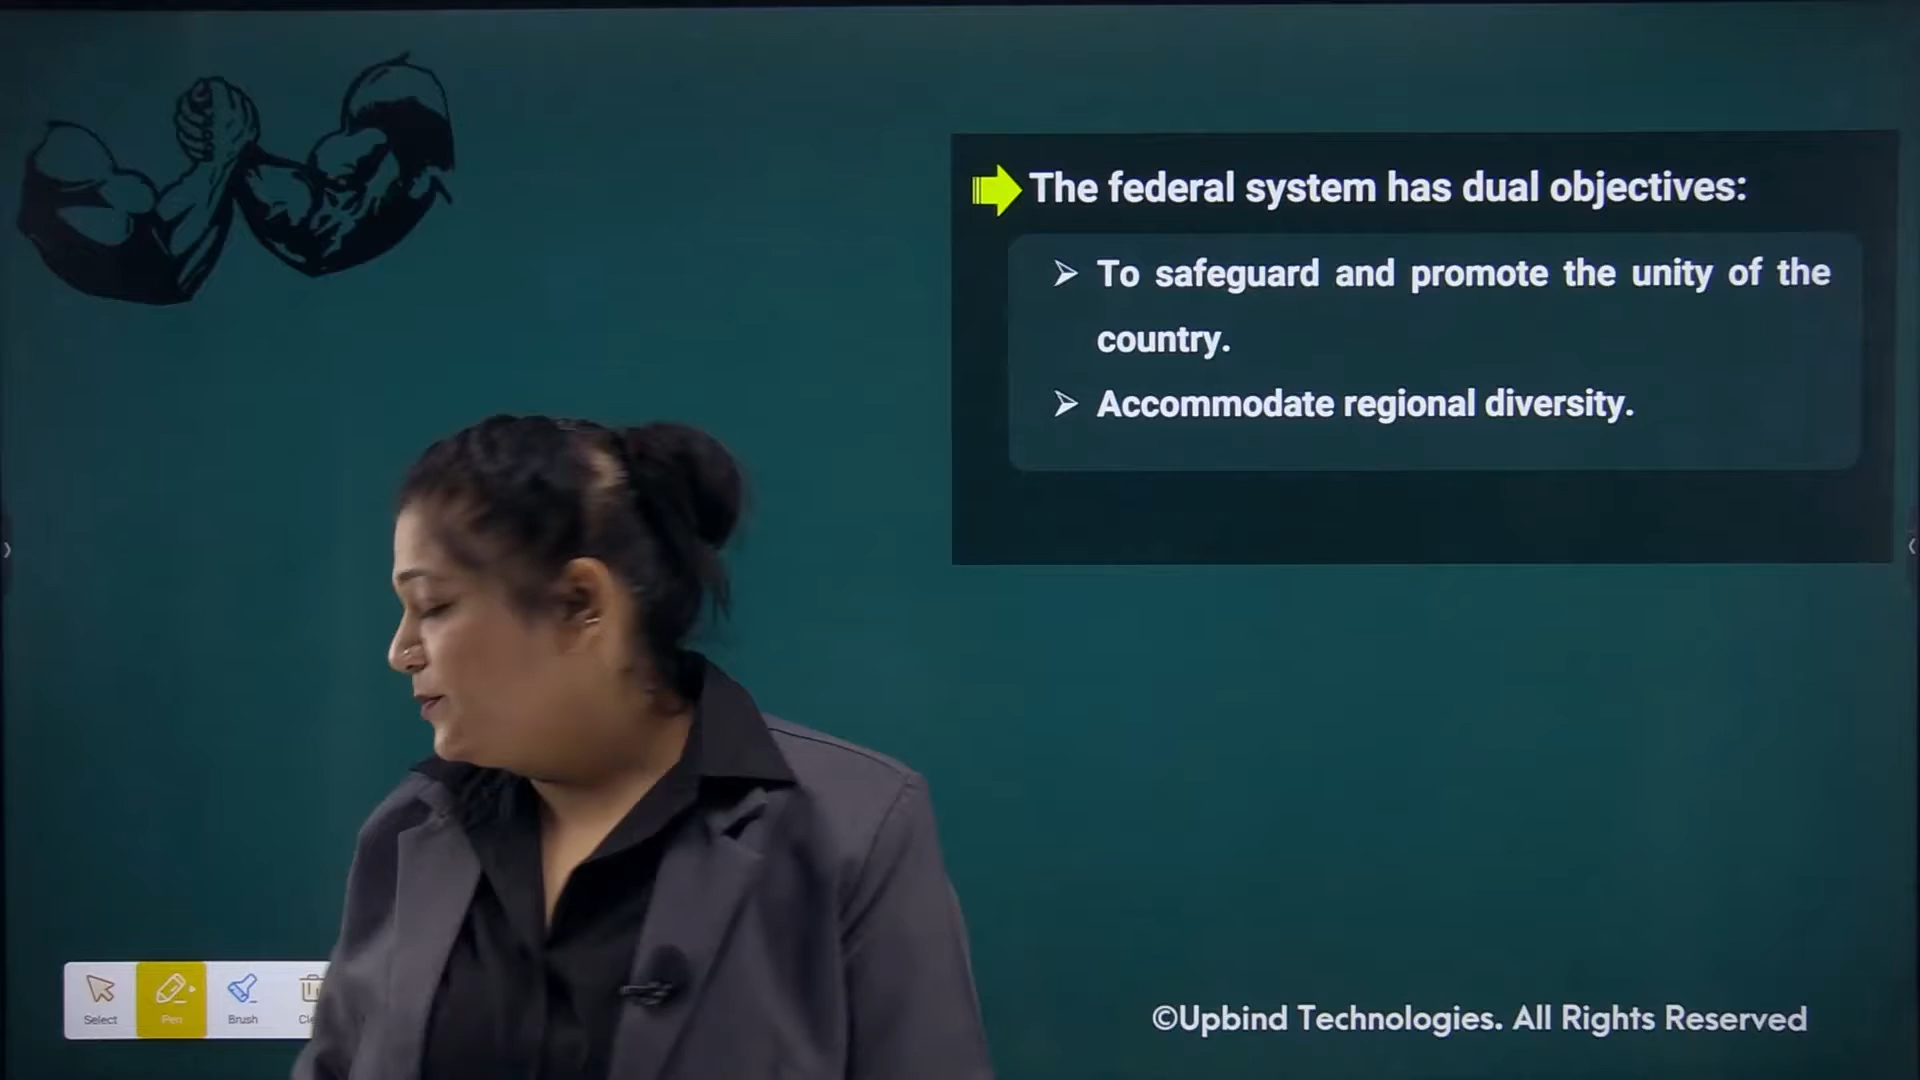 The federal system has dual objectives:
To safeguard and promote the unity of the
country.
Accommodate regional diversity.
Select
Pen
Brush
©Upbind Technologies. All Rights Reserved